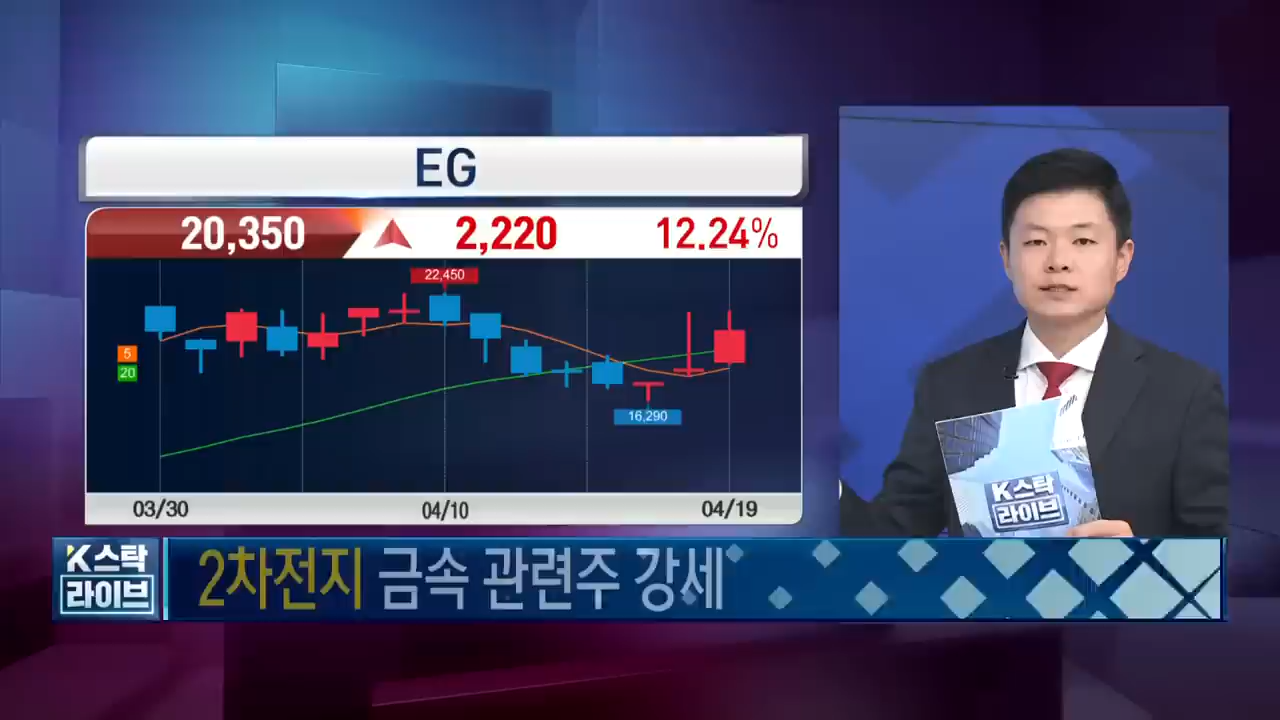 EG
20,350 2,220 12.24%
22,450
5
20
16,290
03/30 04/10 04/19
K스탁
라이브
K스탁
라이브
2차전지 금속 관련주 강세